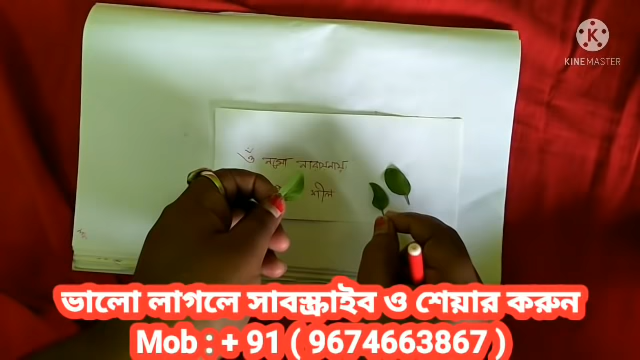 KINEMASTER
ওঁ নমো নারায়নায়
শীল
ভালো লাগলে সাবস্ক্রাইব ও শেয়ার করুন
Mob : + 91 ( 9674663867 )